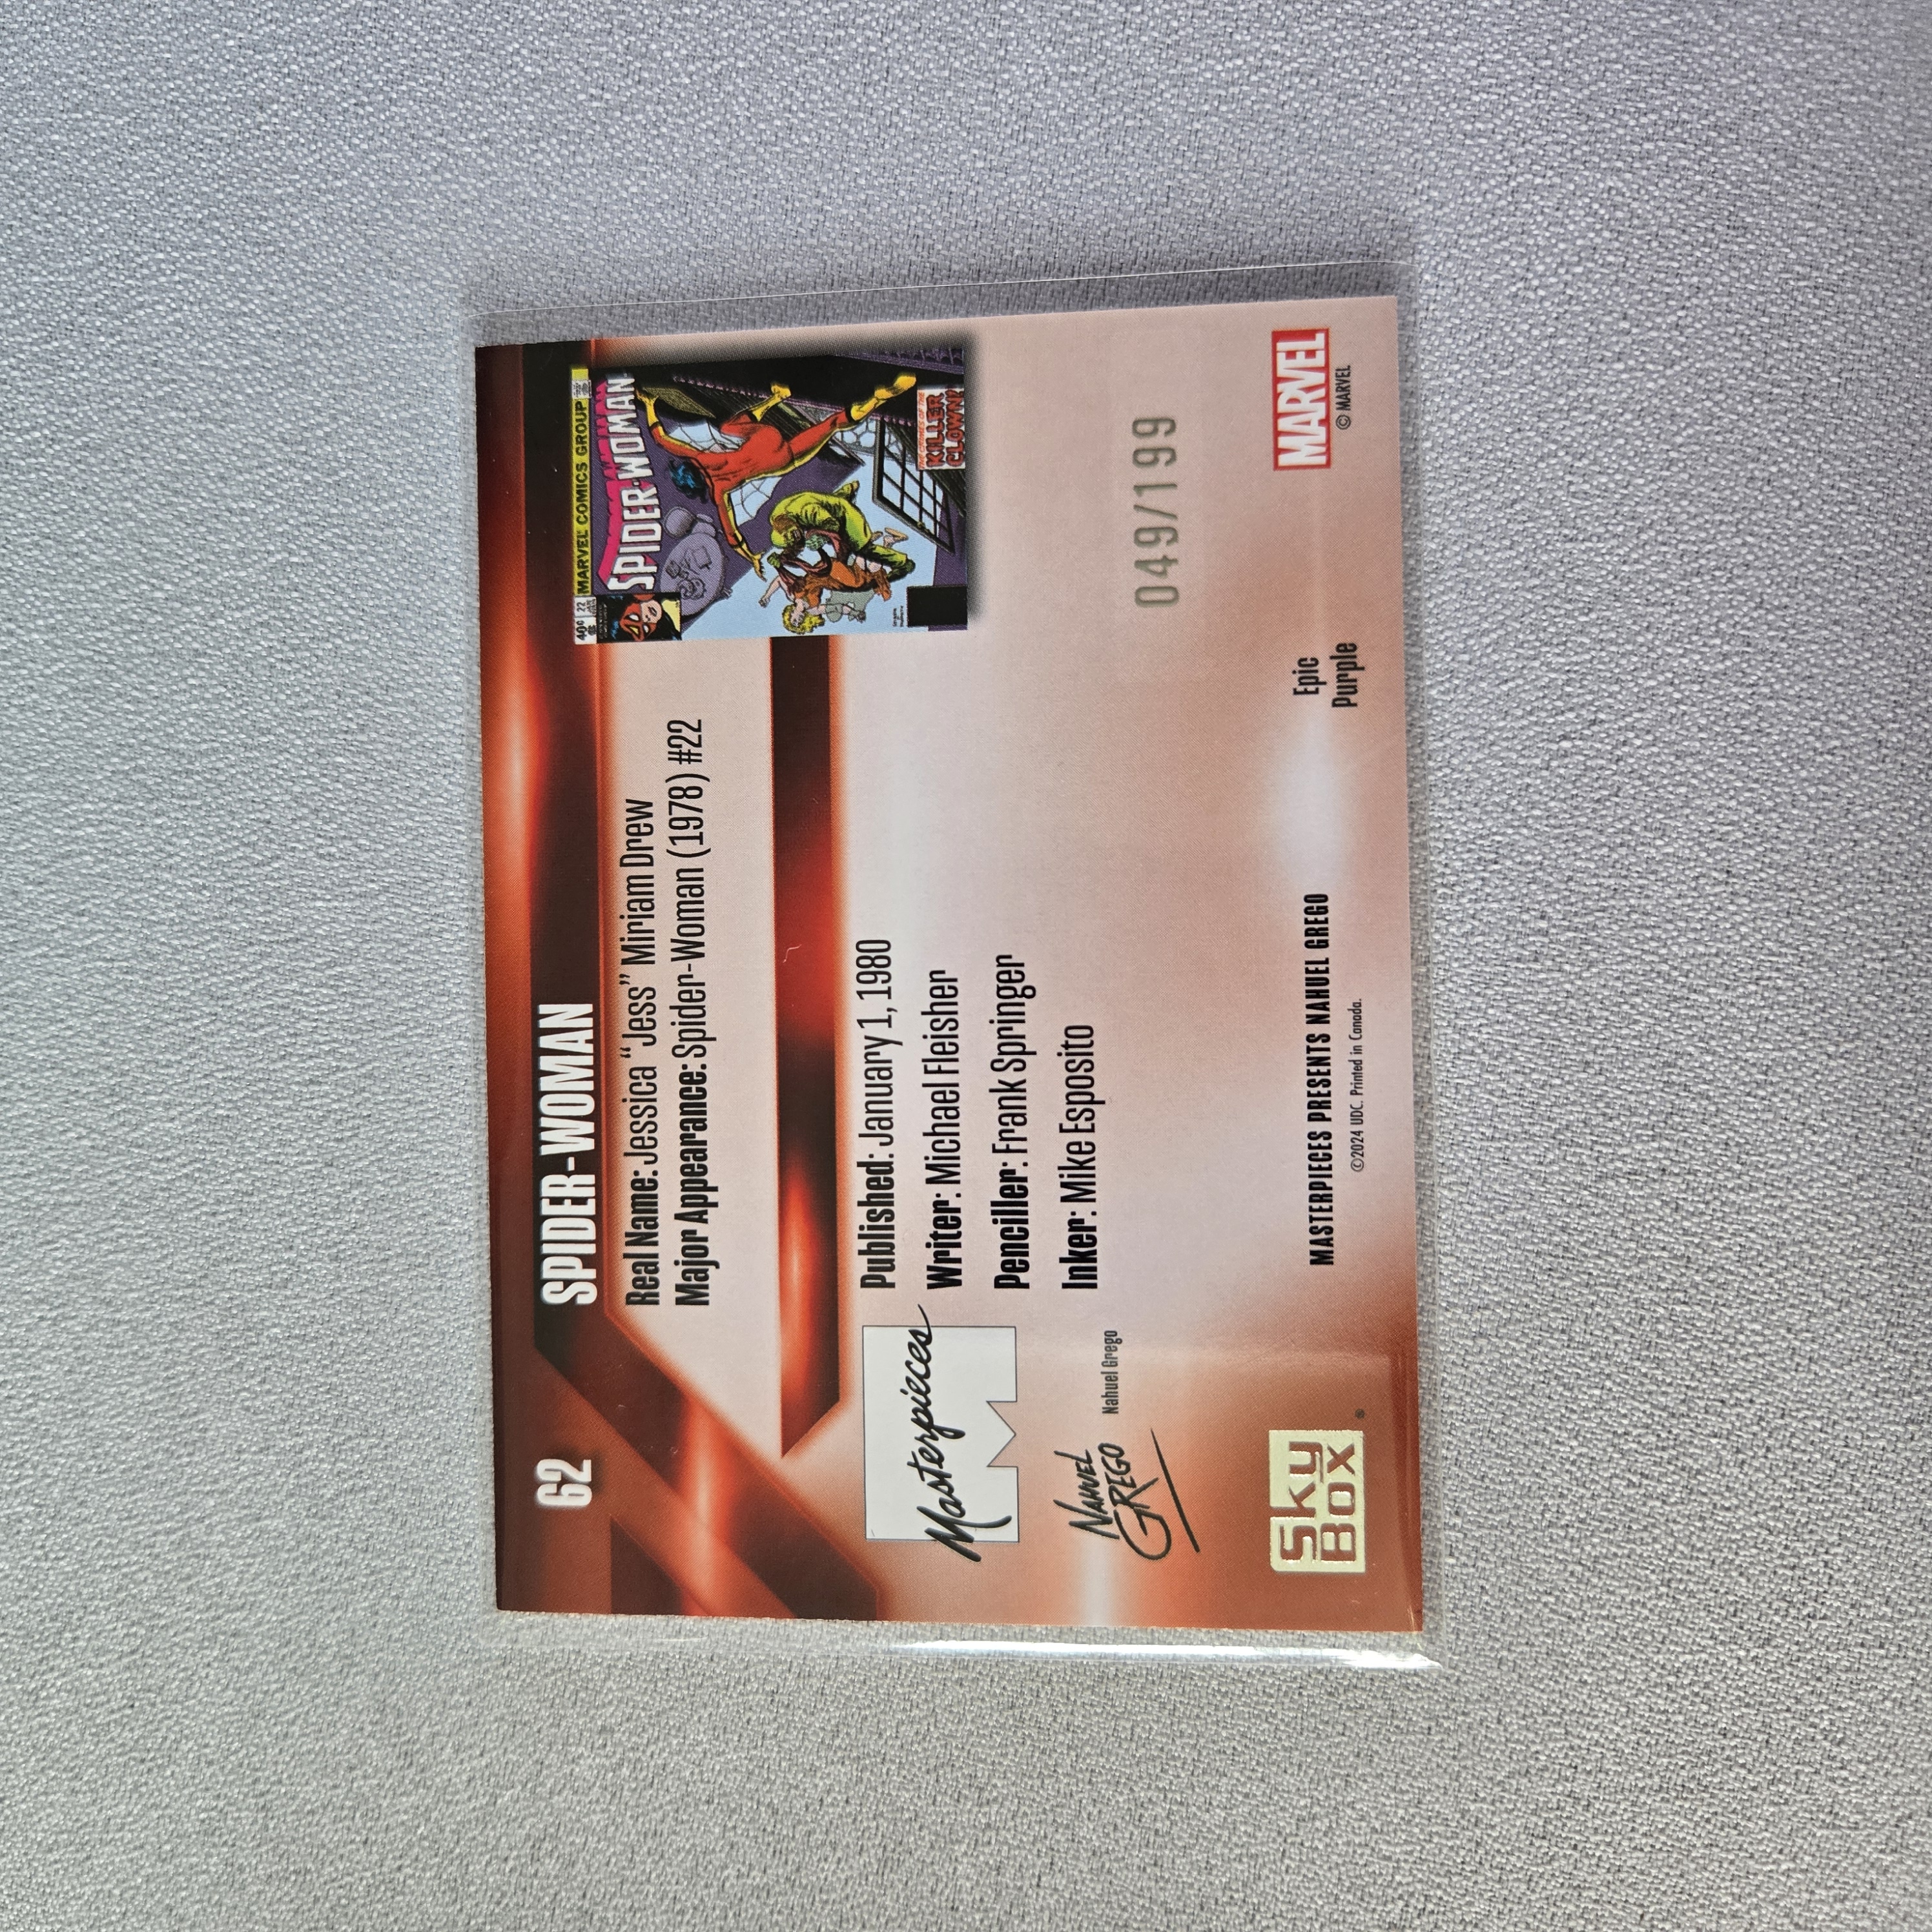 62
SPIDER-WOMAN
Real Name: Jessica “Jess” Miriam Drew
Major Appearance: Spider-Woman (1978) #22
40¢ 22 MARVEL COMICS GROUP
SPIDER-WOMAN
KILLER
CLOWN!
Masterpieces
Published: January 1, 1980
Writer: Michael Fleisher
Penciller: Frank Springer
Inker: Mike Esposito
NAHUEL
GREGO
Nahuel Grego
049/199
SkyBox®
MASTERPIECES PRESENTS NAHUEL GREGO
©2024 UDC. Printed in Canada.
Epic
Purple
MARVEL
© MARVEL